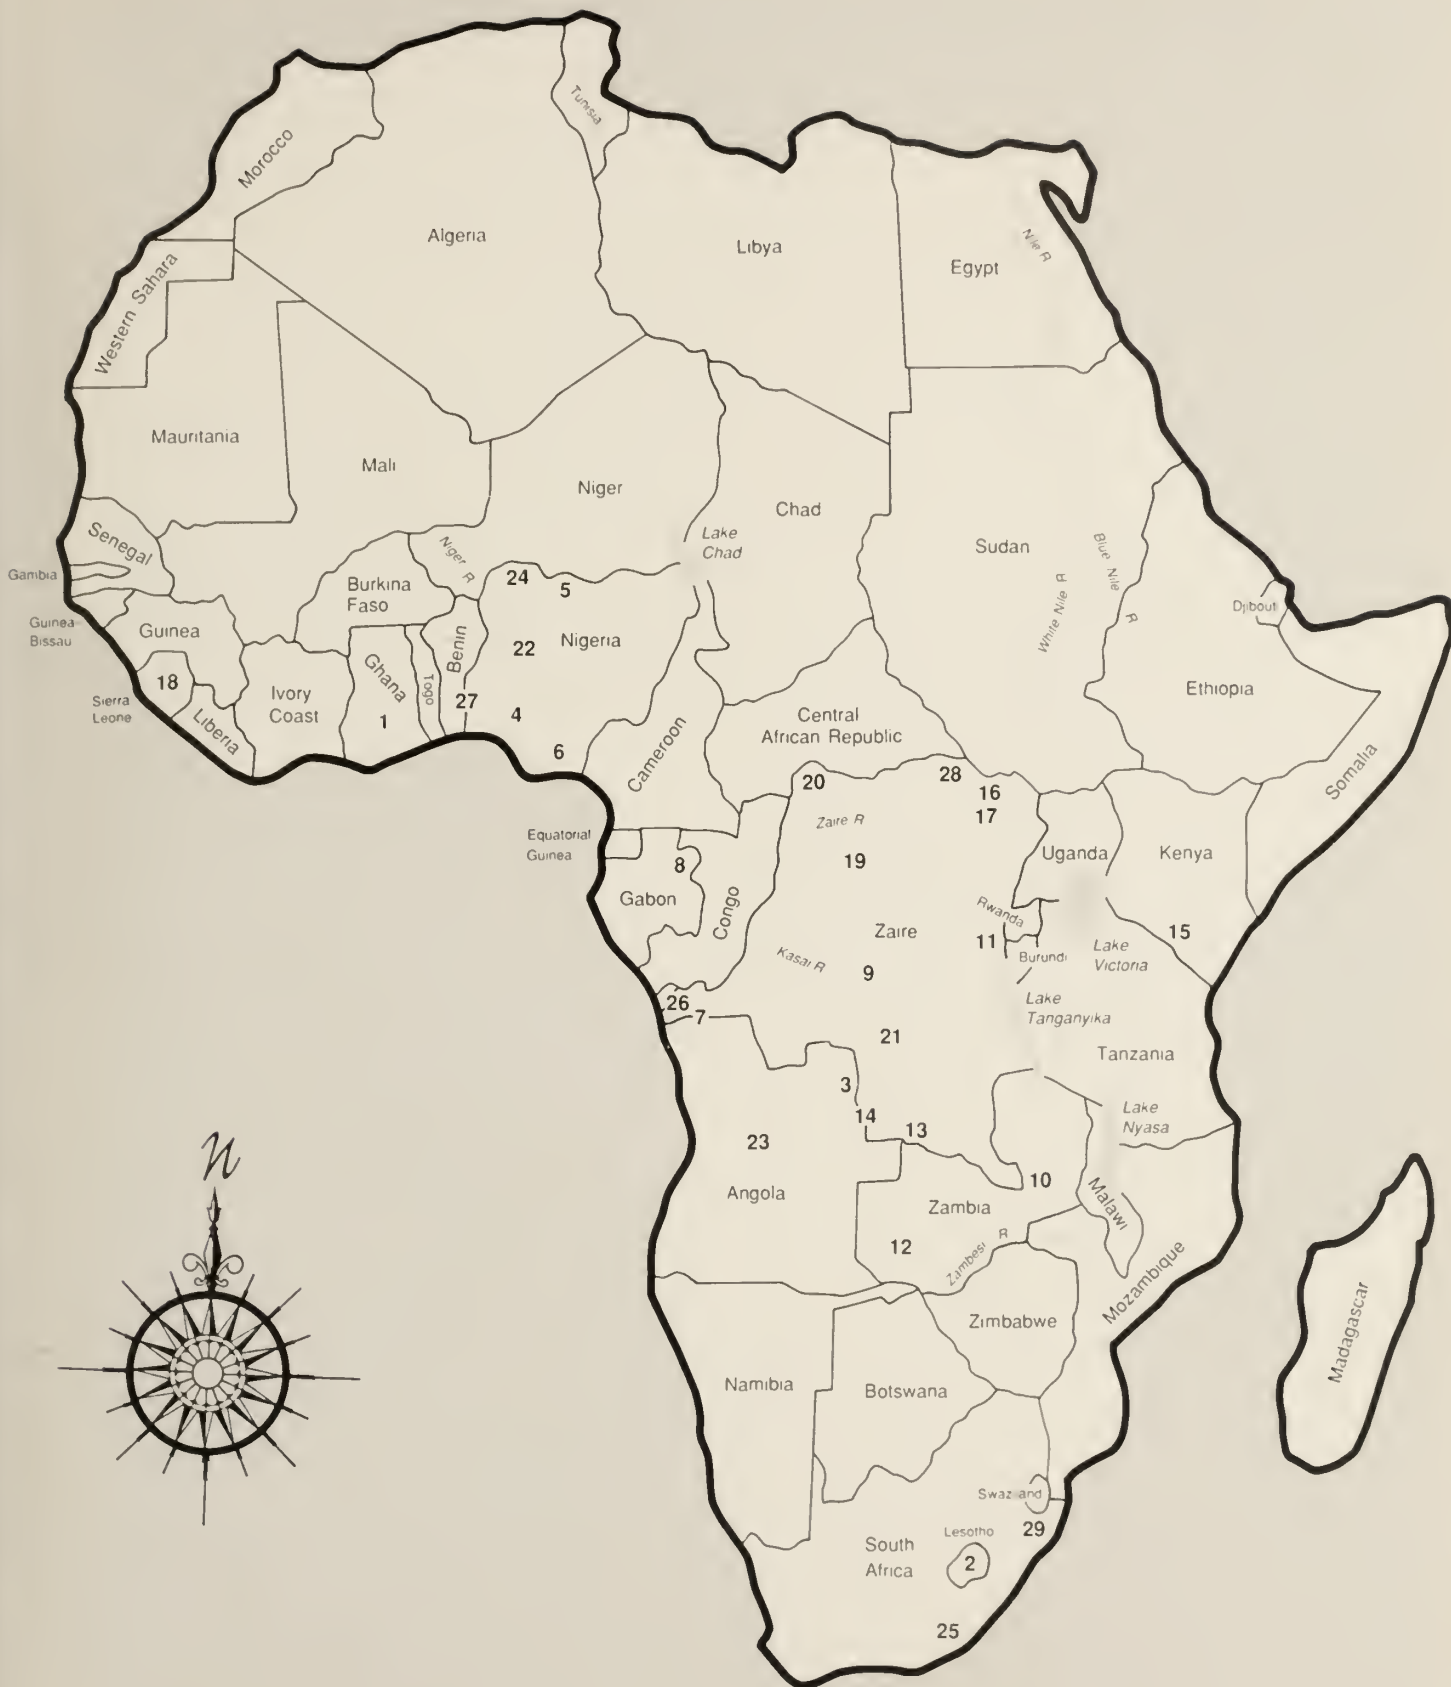 Tunisia
Morocco
Algeria
Libya
Nile R
Egypt
Western Sahara
Mauritania
Mali
Niger
Chad
Lake
Chad
Sudan
Blue Nile
R
White Nile R
Senegal
Gambia
Niger R
24
5
Burkina
Faso
Djibout
Guinea
Bissau
Guinea
Benin
22
Nigeria
Ghana
Togo
18
Sierra
Leone
Liberia
Ivory
Coast
1
27
4
6
Ethiopia
Central
African Republic
Cameroon
Somalia
28
20
16
17
Zaire R
Equatorial
Guinea
8
19
Uganda
Kenya
Gabon
Congo
Rwanda
Zaire
11
15
Burundi
Lake
Victoria
Kasai R
9
26
7
Lake
Tanganyika
21
Tanzania
3
14
13
Lake
Nyasa
23
N
Angola
10
Malawi
Zambia
12
Zambesi R
Mozambique
Zimbabwe
Madagascar
Namibia
Botswana
Swaziland
29
Lesotho
2
South
Africa
25